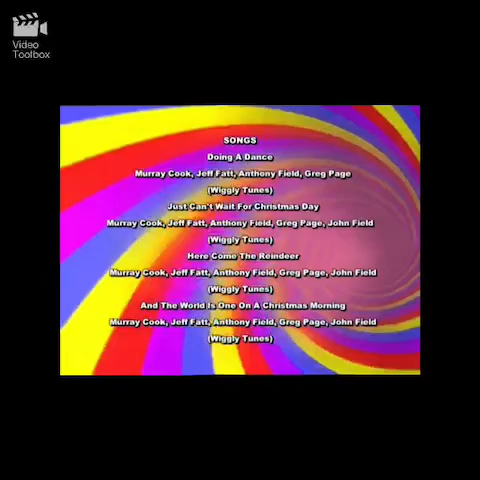 Video
Toolbox
SONGS
Doing A Dance
Murray Cook, Jeff Fatt, Anthony Field, Greg Page
(Wiggly Tunes)
Just Can't Wait For Christmas Day
Murray Cook, Jeff Fatt, Anthony Field, Greg Page, John Field
(Wiggly Tunes)
Here Come The Reindeer
Murray Cook, Jeff Fatt, Anthony Field, Greg Page, John Field
(Wiggly Tunes)
And The World Is One On A Christmas Morning
Murray Cook, Jeff Fatt, Anthony Field, Greg Page, John Field
(Wiggly Tunes)